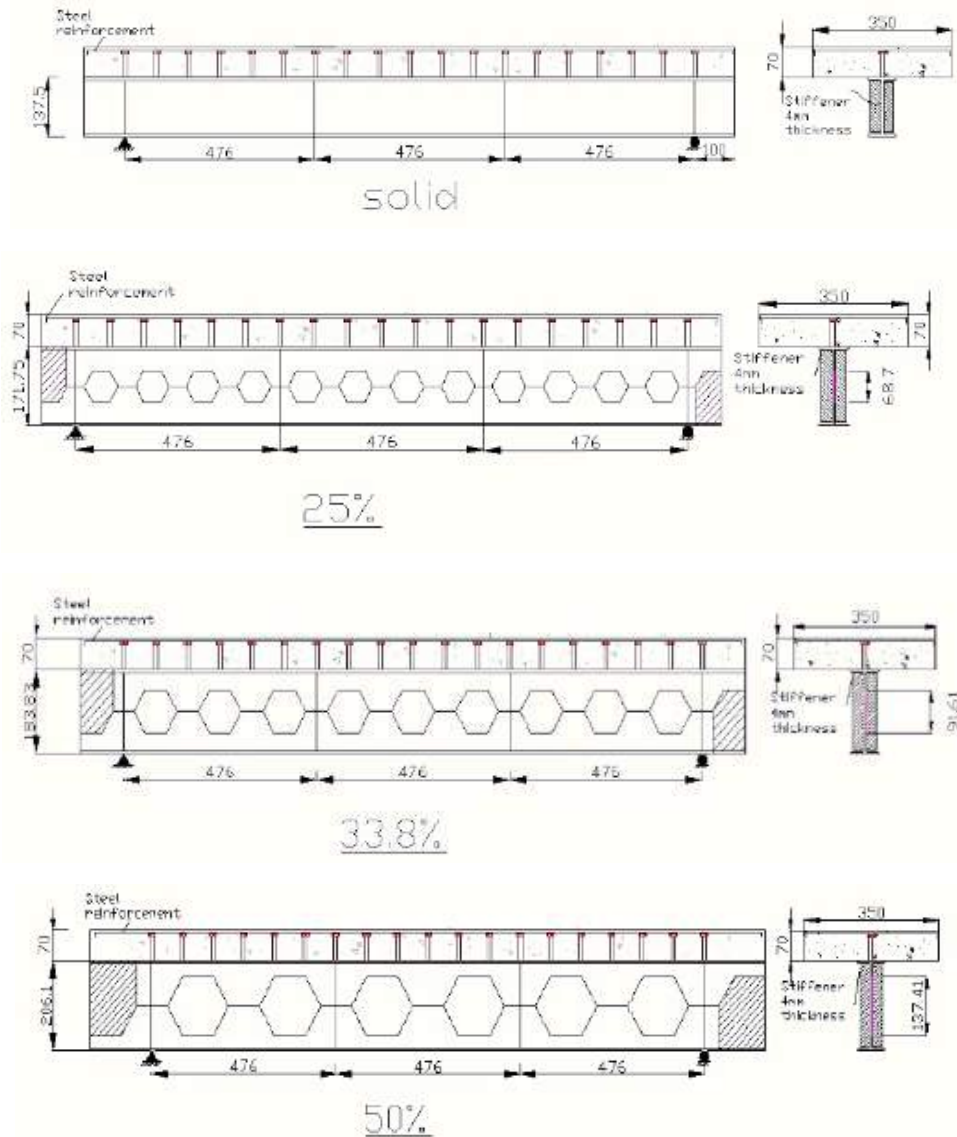 Steel
reinforcement
137.5
476
476
476
100
350
70
Stiffener
4mm
thickness
solid
Steel
reinforcement
70
171.75
476
476
476
350
70
Stiffener
4mm
thickness
68.7
25%
Steel
reinforcement
70
183.83
476
476
476
350
70
Stiffener
4mm
thickness
91.61
33.8%
Steel
reinforcement
70
206.1
476
476
476
350
70
Stiffener
4mm
thickness
137.41
50%